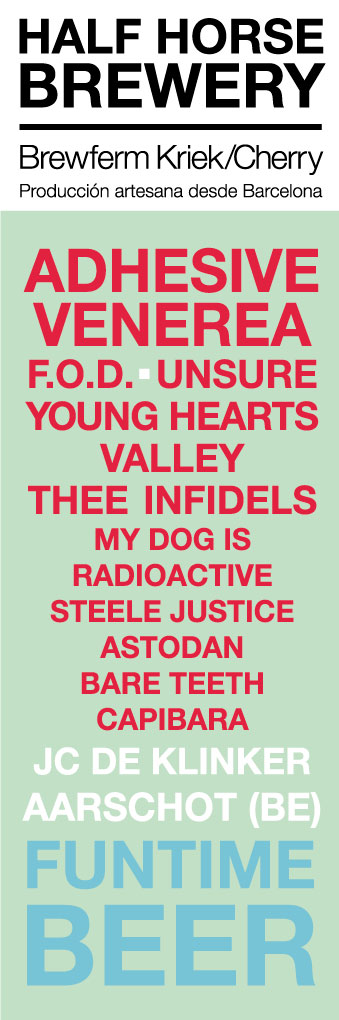 HALF HORSE
BREWERY
Brewferm Kriek/Cherry
Producción artesana desde Barcelona
ADHESIVE
VENEREA
F.O.D. ▪ UNSURE
YOUNG HEARTS
VALLEY
THEE INFIDELS
MY DOG IS
RADIOACTIVE
STEELE JUSTICE
ASTODAN
BARE TEETH
CAPIBARA
JC DE KLINKER
AARSCHOT (BE)
FUNTIME
BEER